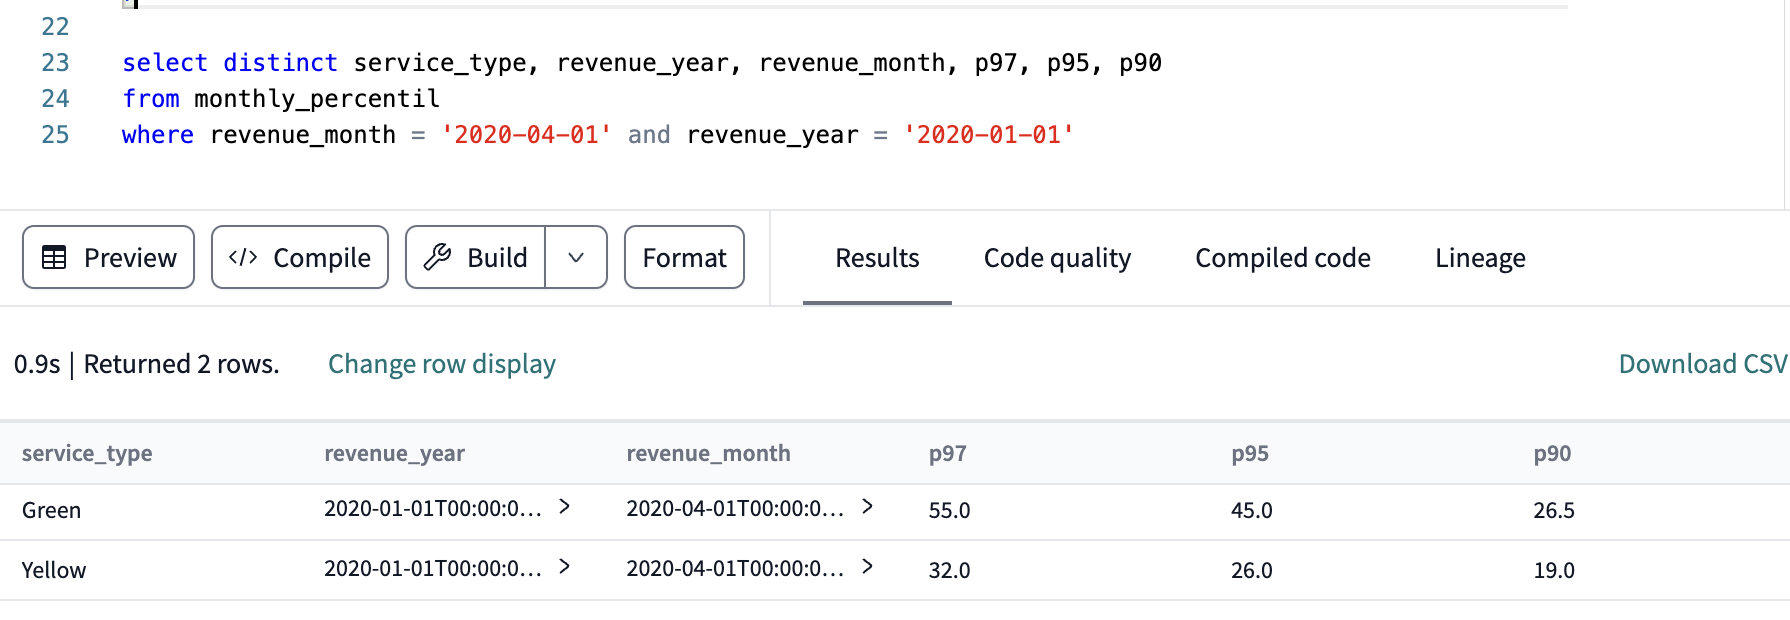 22
23 select distinct service_type, revenue_year, revenue_month, p97, p95, p90
24 from monthly_percentil
25 where revenue_month = '2020-04-01' and revenue_year = '2020-01-01'
Preview </> Compile Build Format Results Code quality Compiled code Lineage
0.9s | Returned 2 rows. Change row display Download CSV
service_type revenue_year revenue_month p97 p95 p90
Green 2020-01-01T00:00:0... > 2020-04-01T00:00:0... > 55.0 45.0 26.5
Yellow 2020-01-01T00:00:0... > 2020-04-01T00:00:0... > 32.0 26.0 19.0